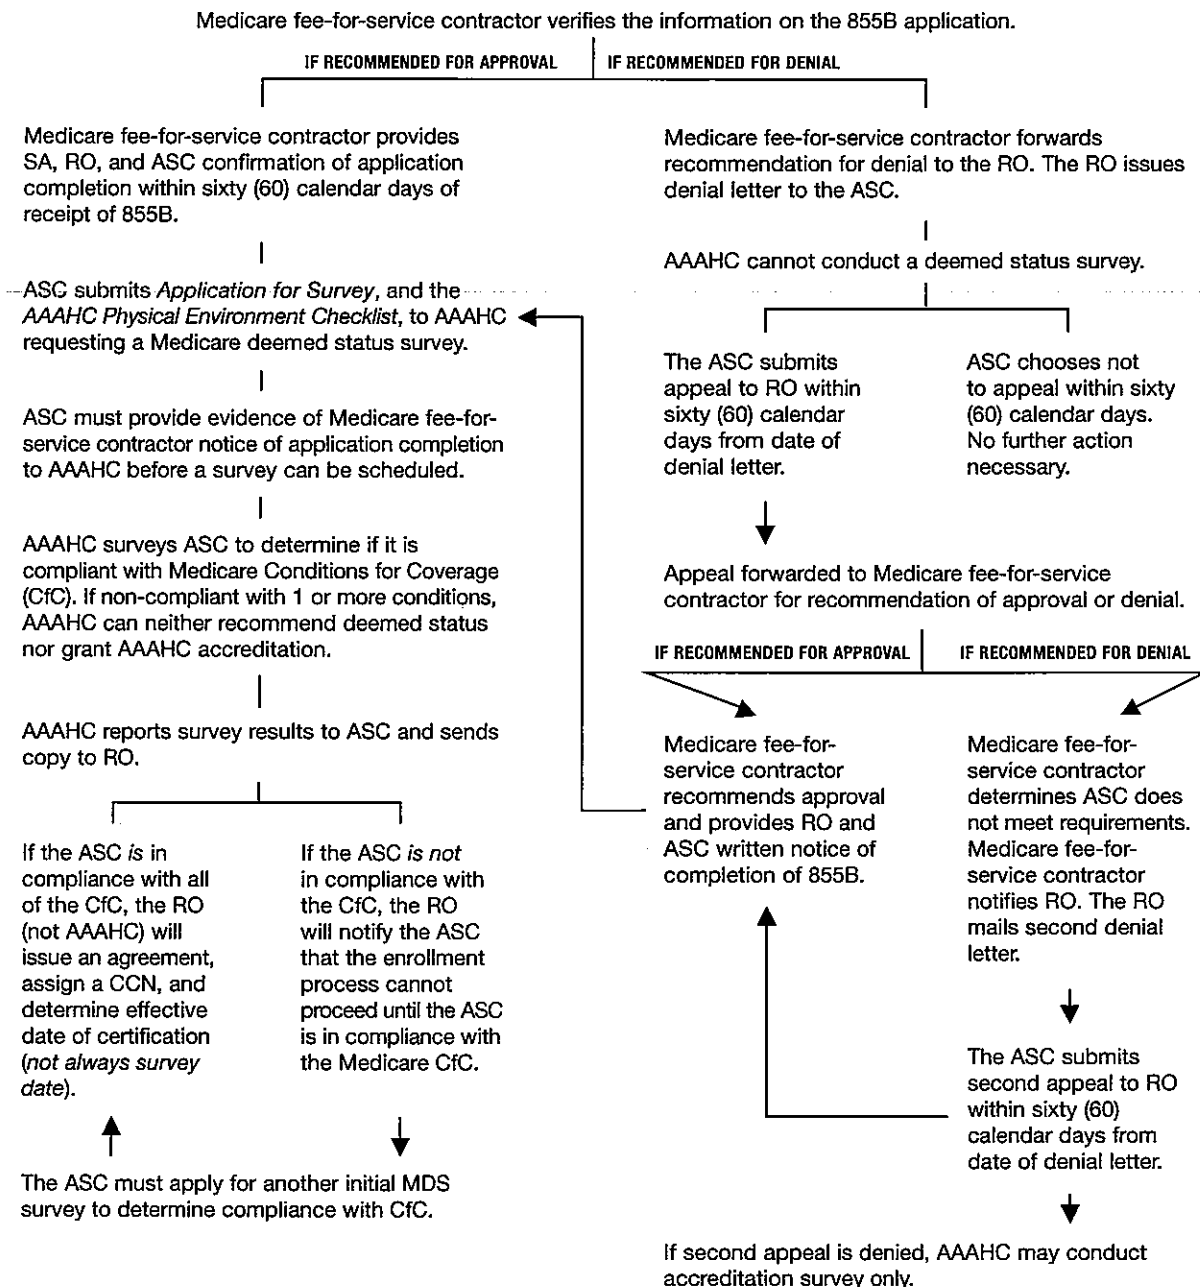 Medicare fee-for-service contractor verifies the information on the 855B application.
IF RECOMMENDED FOR APPROVAL
IF RECOMMENDED FOR DENIAL
Medicare fee-for-service contractor provides
SA, RO, and ASC confirmation of application
completion within sixty (60) calendar days of
receipt of 855B.
ASC submits Application for Survey, and the
AAAHC Physical Environment Checklist, to AAAHC
requesting a Medicare deemed status survey.
ASC must provide evidence of Medicare fee-for-
service contractor notice of application completion
to AAAHC before a survey can be scheduled.
AAAHC surveys ASC to determine if it is
compliant with Medicare Conditions for Coverage
(CfC). If non-compliant with 1 or more conditions,
AAAHC can neither recommend deemed status
nor grant AAAHC accreditation.
AAAHC reports survey results to ASC and sends
copy to RO.
If the ASC is in
compliance with all
of the CfC, the RO
(not AAAHC) will
issue an agreement,
assign a CCN, and
determine effective
date of certification
(not always survey
date).
If the ASC is not
in compliance with
the CfC, the RO
will notify the ASC
that the enrollment
process cannot
proceed until the ASC
is in compliance with
the Medicare CfC.
The ASC must apply for another initial MDS
survey to determine compliance with CfC.
Medicare fee-for-service contractor forwards
recommendation for denial to the RO. The RO issues
denial letter to the ASC.
AAAHC cannot conduct a deemed status survey.
The ASC submits
appeal to RO within
sixty (60) calendar
days from date of
denial letter.
ASC chooses not
to appeal within sixty
(60) calendar days.
No further action
necessary.
Appeal forwarded to Medicare fee-for-service
contractor for recommendation of approval or denial.
IF RECOMMENDED FOR APPROVAL
IF RECOMMENDED FOR DENIAL
Medicare fee-for-
service contractor
recommends approval
and provides RO and
ASC written notice of
completion of 855B.
Medicare fee-for-
service contractor
determines ASC does
not meet requirements.
Medicare fee-for-
service contractor
notifies RO. The RO
mails second denial
letter.
The ASC submits
second appeal to RO
within sixty (60)
calendar days from
date of denial letter.
If second appeal is denied, AAAHC may conduct
accreditation survey only.